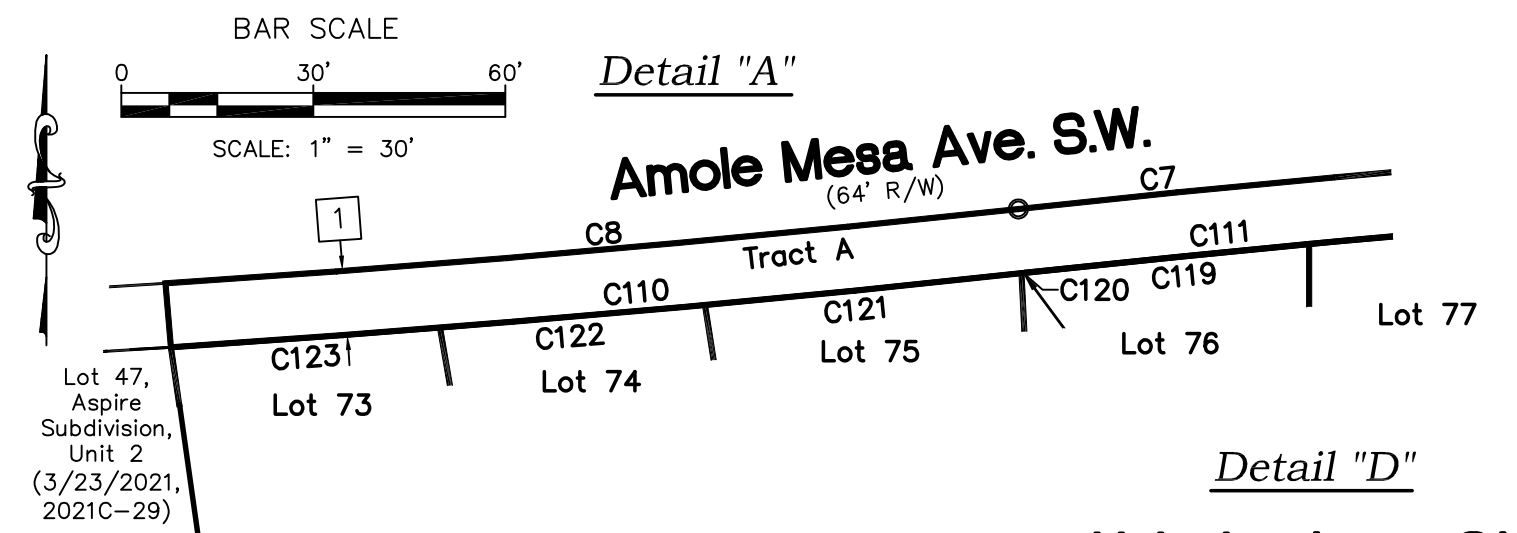 BAR SCALE
0 30' 60'
SCALE: 1" = 30'
Detail "A"
Amole Mesa Ave. S.W.
(64' R/W)
C7
1
C8
Tract A
C111
C110
C120
C119
C121
C122
C123
Lot 77
Lot 76
Lot 75
Lot 74
Lot 73
Lot 47,
Aspire
Subdivision,
Unit 2
(3/23/2021,
2021C-29)
Detail "D"